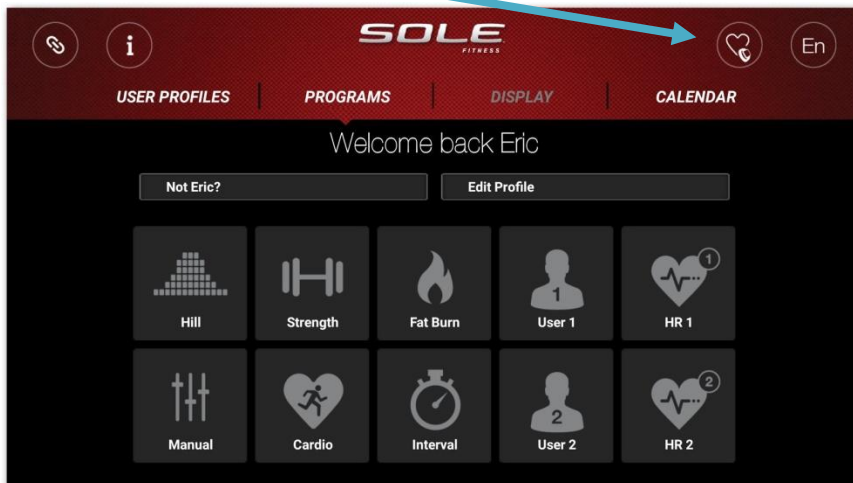 i
SOLE
FITNESS
En
USER PROFILES
PROGRAMS
DISPLAY
CALENDAR
Welcome back Eric
Not Eric?
Edit Profile
1
1
Hill
Strength
Fat Burn
User 1
HR 1
2
2
Manual
Cardio
Interval
User 2
HR 2